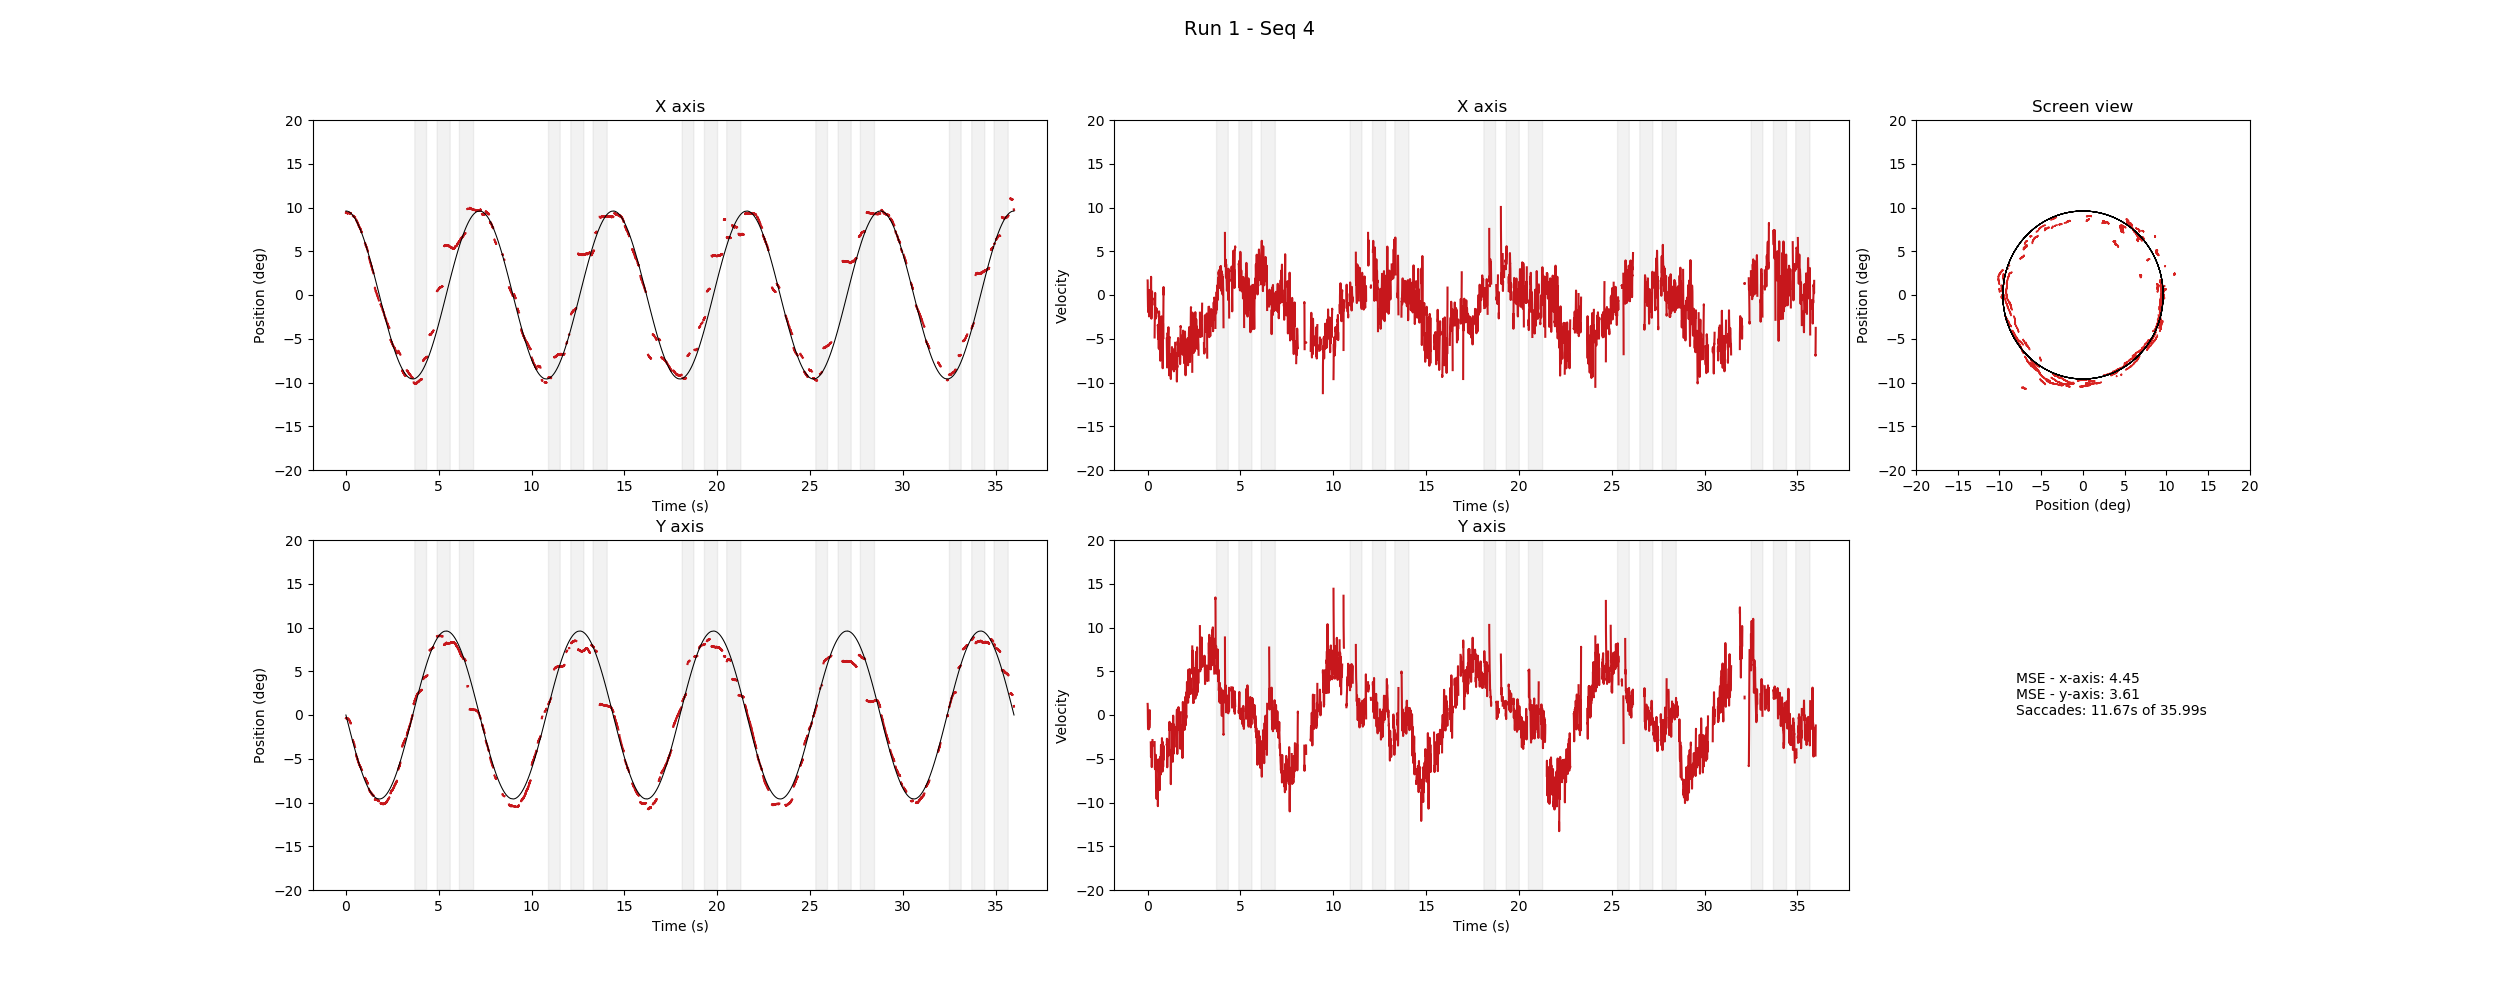 Run 1 - Seq 4
X axis
20
15
10
5
0
−5
−10
−15
−20
Position (deg)
0 5 10 15 20 25 30 35
Time (s)
X axis
20
15
10
5
0
−5
−10
−15
−20
Velocity
0 5 10 15 20 25 30 35
Time (s)
Screen view
20
15
10
5
0
−5
−10
−15
−20
Position (deg)
−20 −15 −10 −5 0 5 10 15 20
Position (deg)
Y axis
20
15
10
5
0
−5
−10
−15
−20
Position (deg)
0 5 10 15 20 25 30 35
Time (s)
Y axis
20
15
10
5
0
−5
−10
−15
−20
Velocity
0 5 10 15 20 25 30 35
Time (s)
MSE - x-axis: 4.45
MSE - y-axis: 3.61
Saccades: 11.67s of 35.99s